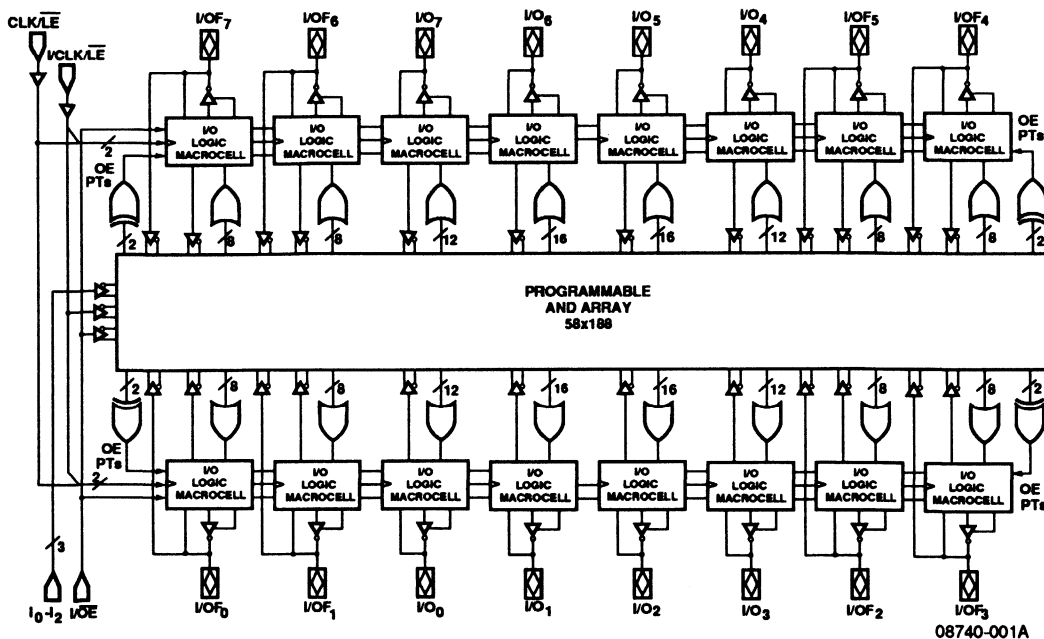 CLK/LE
I/CLK/LE
I/OF7 I/OF6 I/O7 I/O6 I/O5 I/O4 I/OF5 I/OF4
I/O LOGIC MACROCELL
I/O LOGIC MACROCELL
I/O LOGIC MACROCELL
I/O LOGIC MACROCELL
I/O LOGIC MACROCELL
I/O LOGIC MACROCELL
I/O LOGIC MACROCELL
I/O LOGIC MACROCELL
2
OE PTs
OE PTs
2 8 8 12 16 16 12 8 8 2
PROGRAMMABLE
AND ARRAY
58x188
2 8 8 12 16 16 12 8 8 2
OE PTs
2
I/O LOGIC MACROCELL
I/O LOGIC MACROCELL
I/O LOGIC MACROCELL
I/O LOGIC MACROCELL
I/O LOGIC MACROCELL
I/O LOGIC MACROCELL
I/O LOGIC MACROCELL
I/O LOGIC MACROCELL
OE PTs
3
I0-I2 I/OE I/OF0 I/OF1 I/O0 I/O1 I/O2 I/O3 I/OF2 I/OF3
08740-001A